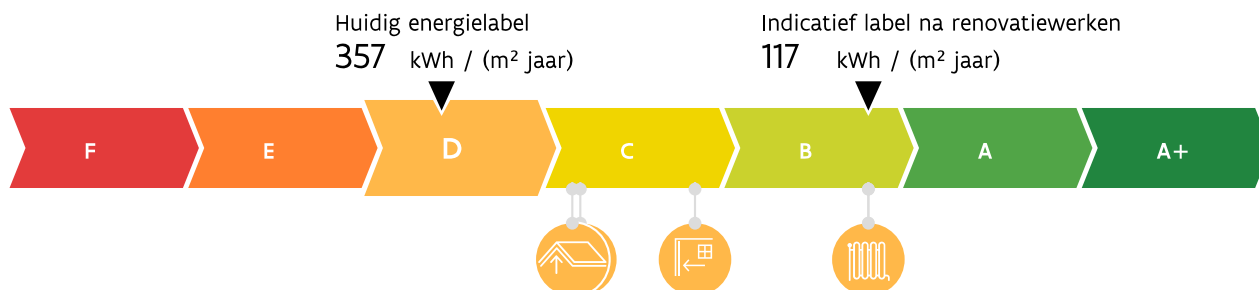 Huidig energielabel
357 kWh / (m² jaar)
Indicatief label na renovatiewerken
117 kWh / (m² jaar)
F E D C B A A+